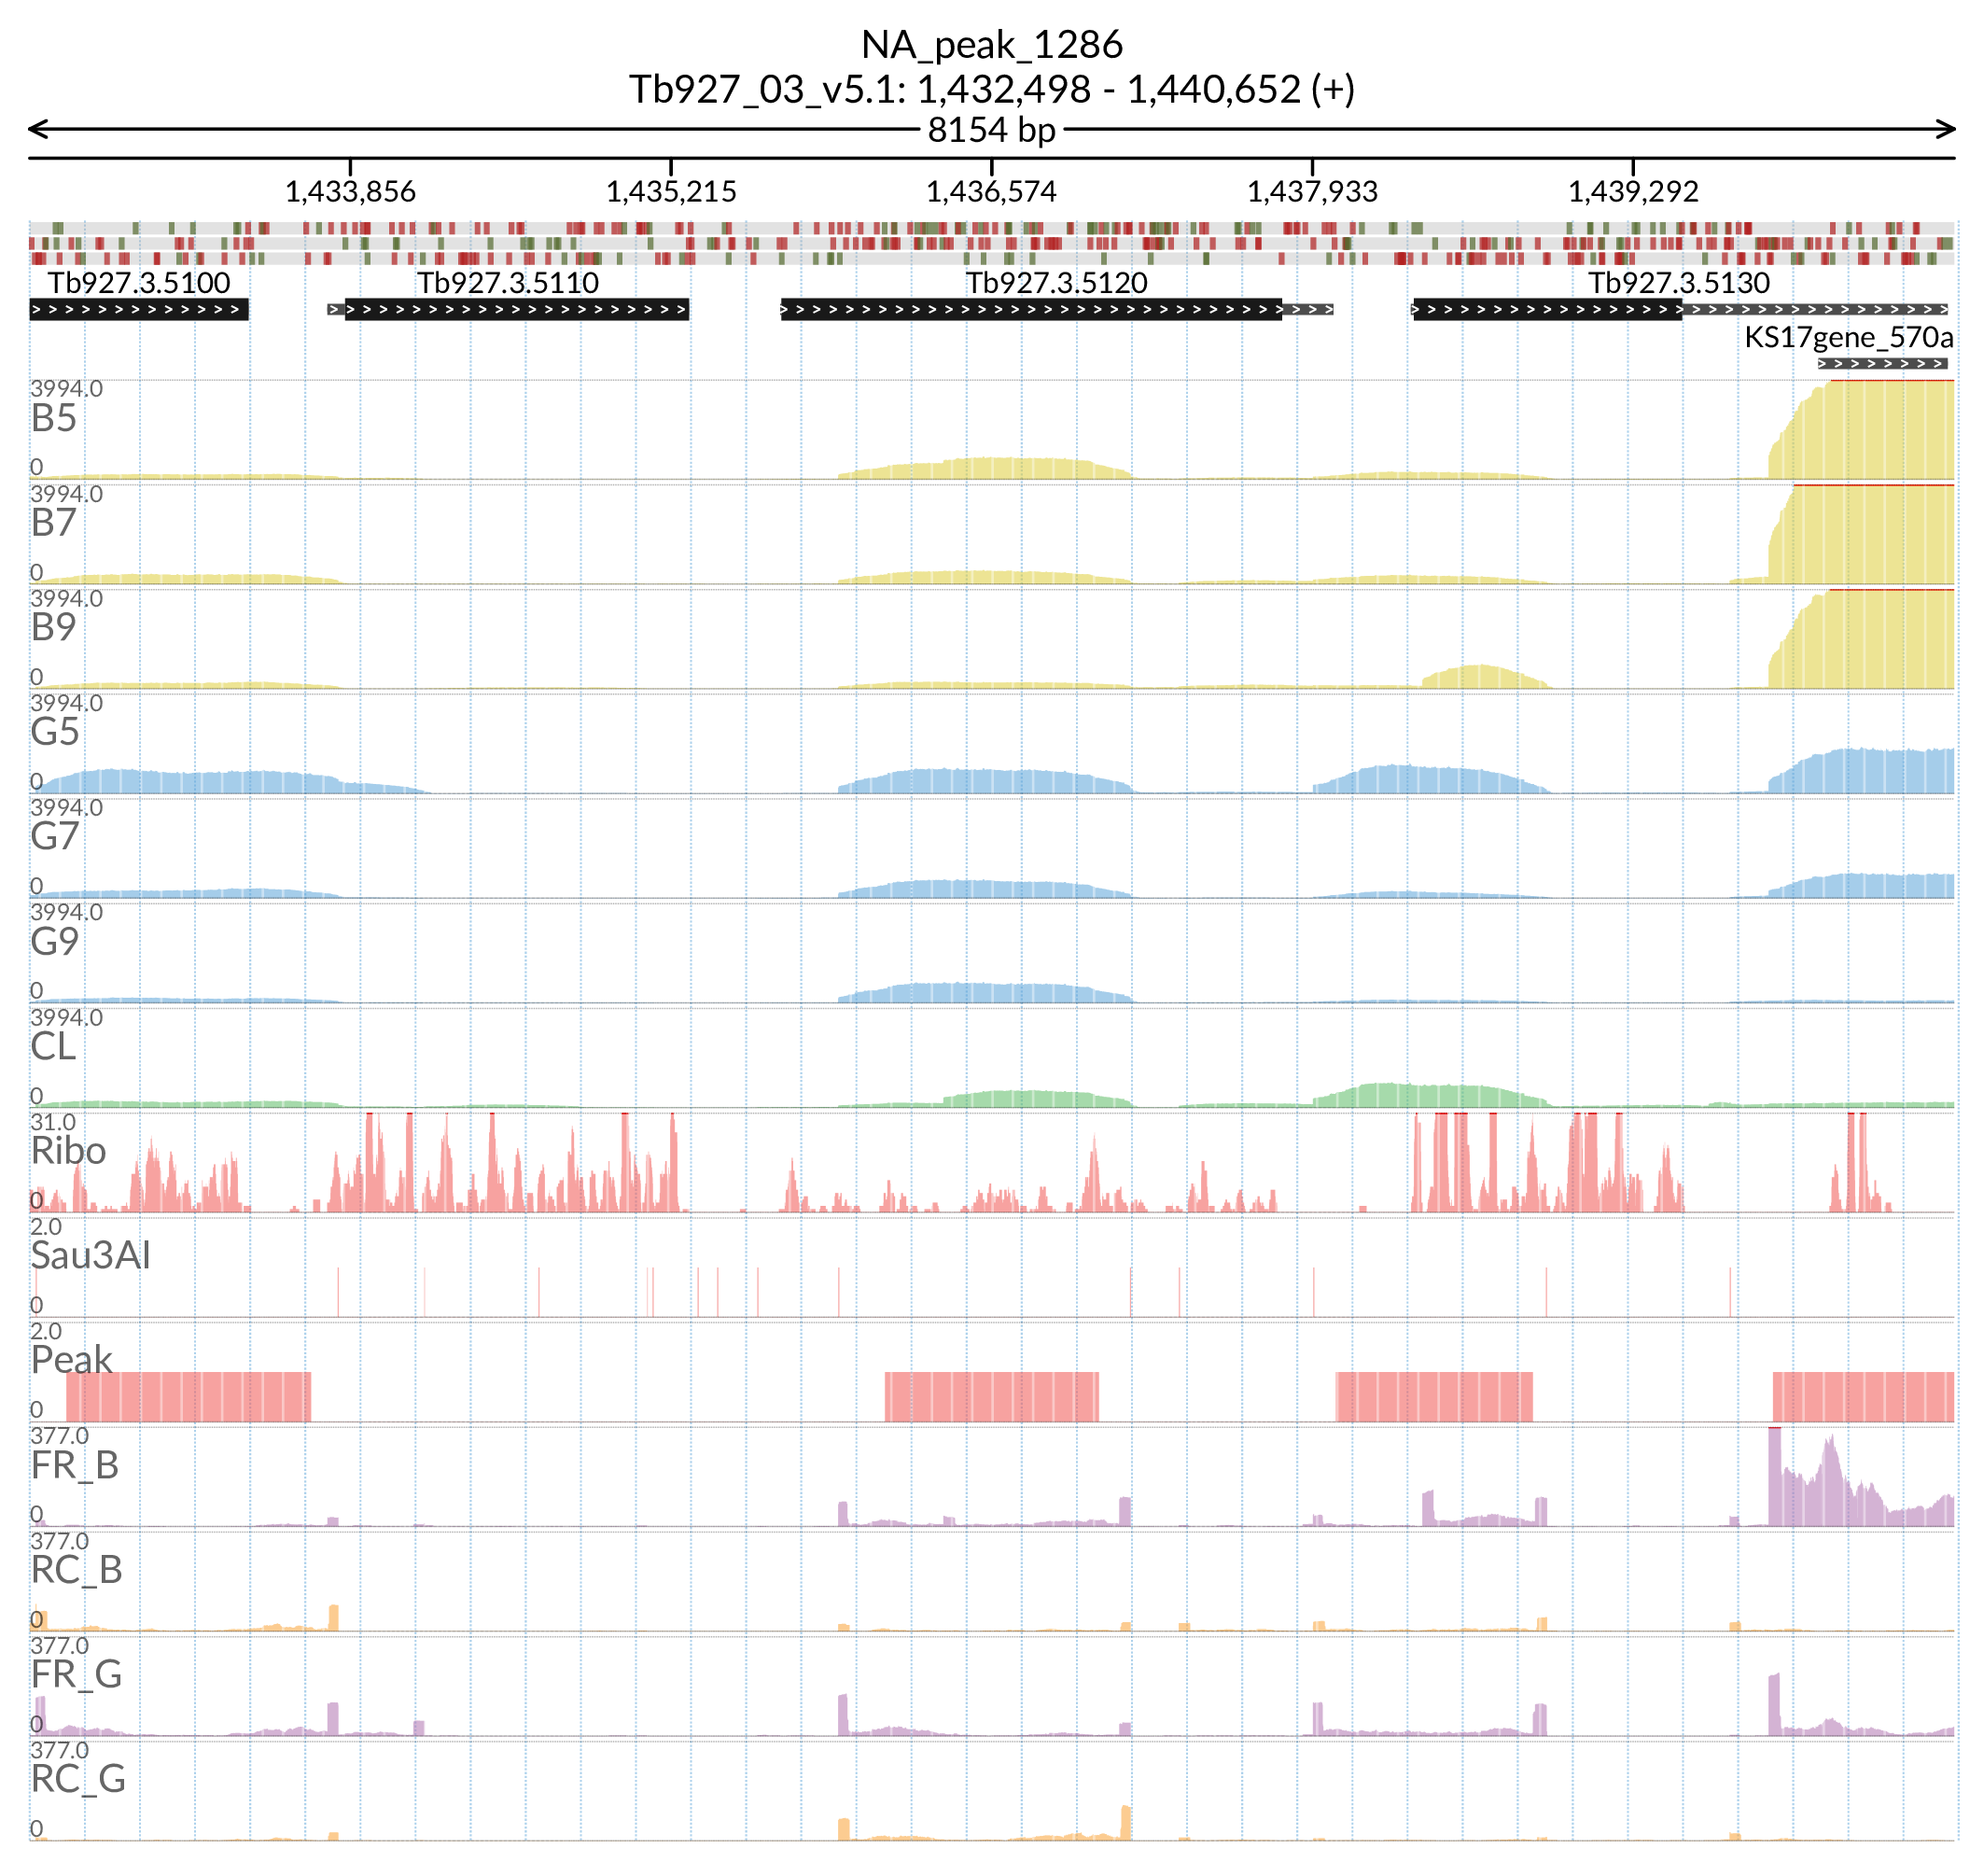 NA_peak_1286
Tb927_03_v5.1: 1,432,498 - 1,440,652 (+)
8154 bp
1,433,856 1,435,215 1,436,574 1,437,933 1,439,292
Tb927.3.5100 Tb927.3.5110 Tb927.3.5120 Tb927.3.5130
KS17gene_570a
3994.0
B5
0
3994.0
B7
0
3994.0
B9
0
3994.0
G5
0
3994.0
G7
0
3994.0
G9
0
3994.0
CL
0
31.0
Ribo
0
2.0
Sau3AI
0
2.0
Peak
0
377.0
FR_B
0
377.0
RC_B
0
377.0
FR_G
0
377.0
RC_G
0